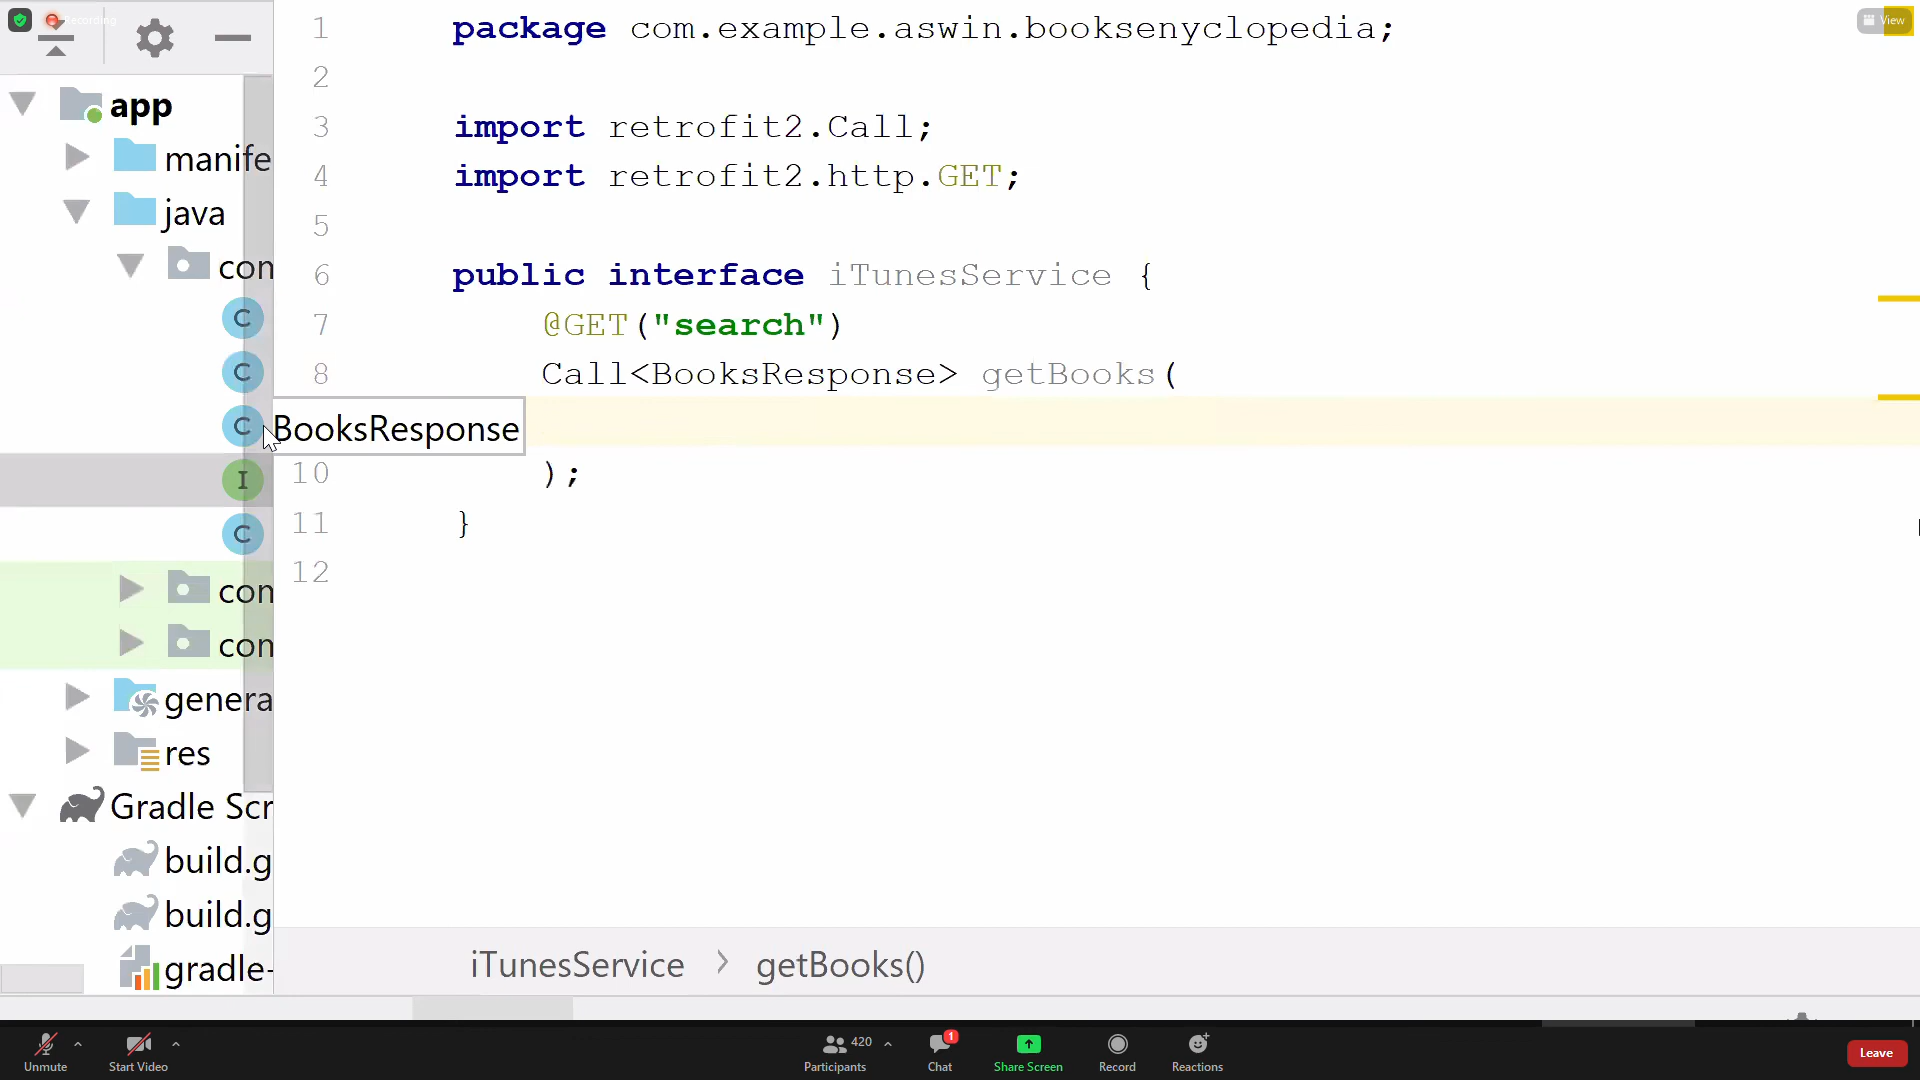 Recording
View
app
manife
java
con
C
C
C
BooksResponse
I
C
con
con
genera
res
Gradle Scr
build.g
build.g
gradle-
1 package com.example.aswin.booksenyclopedia;
2
3 import retrofit2.Call;
4 import retrofit2.http.GET;
5
6 public interface iTunesService {
7 @GET("search")
8 Call<BooksResponse> getBooks(
10 );
11 }
12
iTunesService > getBooks()
Unmute
Start Video
420
Participants
1
Chat
Share Screen
Record
Reactions
Leave